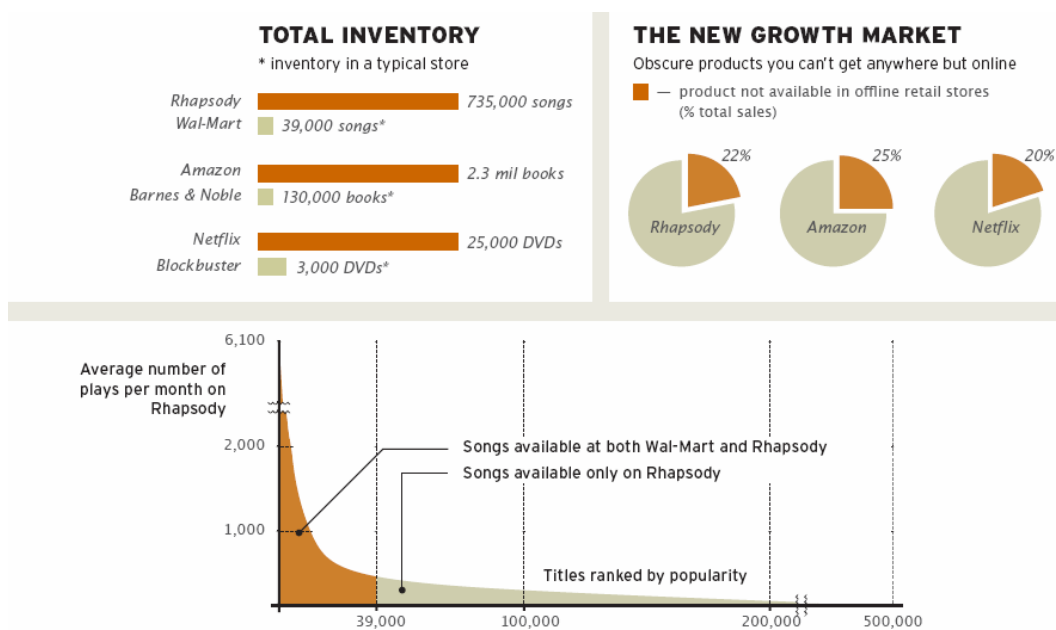 TOTAL INVENTORY
* inventory in a typical store
Rhapsody 735,000 songs
Wal-Mart 39,000 songs*
Amazon 2.3 mil books
Barnes & Noble 130,000 books*
Netflix 25,000 DVDs
Blockbuster 3,000 DVDs*
THE NEW GROWTH MARKET
Obscure products you can't get anywhere but online
— product not available in offline retail stores
(% total sales)
22% 25% 20%
Rhapsody Amazon Netflix
6,100
Average number of
plays per month on
Rhapsody
2,000
Songs available at both Wal-Mart and Rhapsody
Songs available only on Rhapsody
1,000
Titles ranked by popularity
39,000 100,000 200,000 500,000